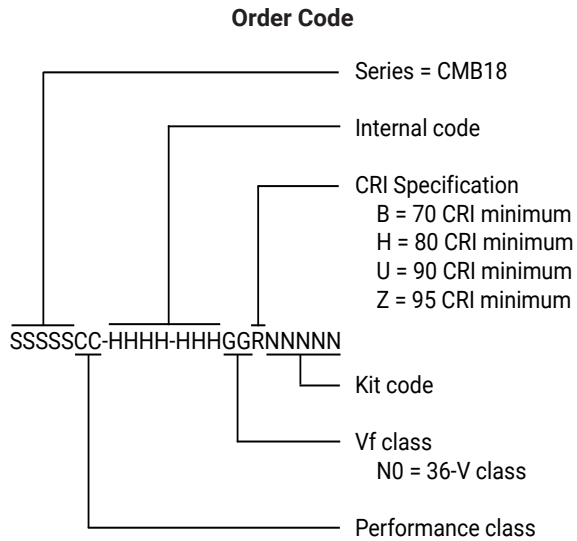 Order Code
Series = CMB18
Internal code
CRI Specification
B = 70 CRI minimum
H = 80 CRI minimum
U = 90 CRI minimum
Z = 95 CRI minimum
SSSSSCC-HHHH-HHHGGRNNNNN
Kit code
Vf class
N0 = 36-V class
Performance class